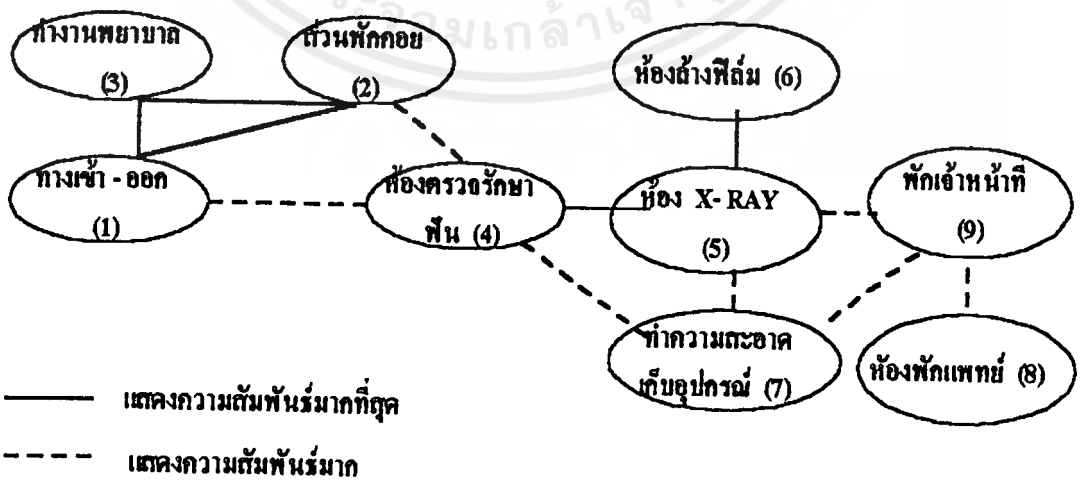 ทำงานพยาบาล
(3)
ส่วนพักคอย
(2)
ห้องล้างฟิล์ม (6)
ทางเข้า - ออก
(1)
ห้องตรวจรักษา
ฟัน (4)
ห้อง X- RAY
(5)
พักเจ้าหน้าที่
(9)
ทำความสะอาด
เก็บอุปกรณ์ (7)
ห้องพักแพทย์ (8)
แสดงความสัมพันธ์มากที่สุด
แสดงความสัมพันธ์มาก